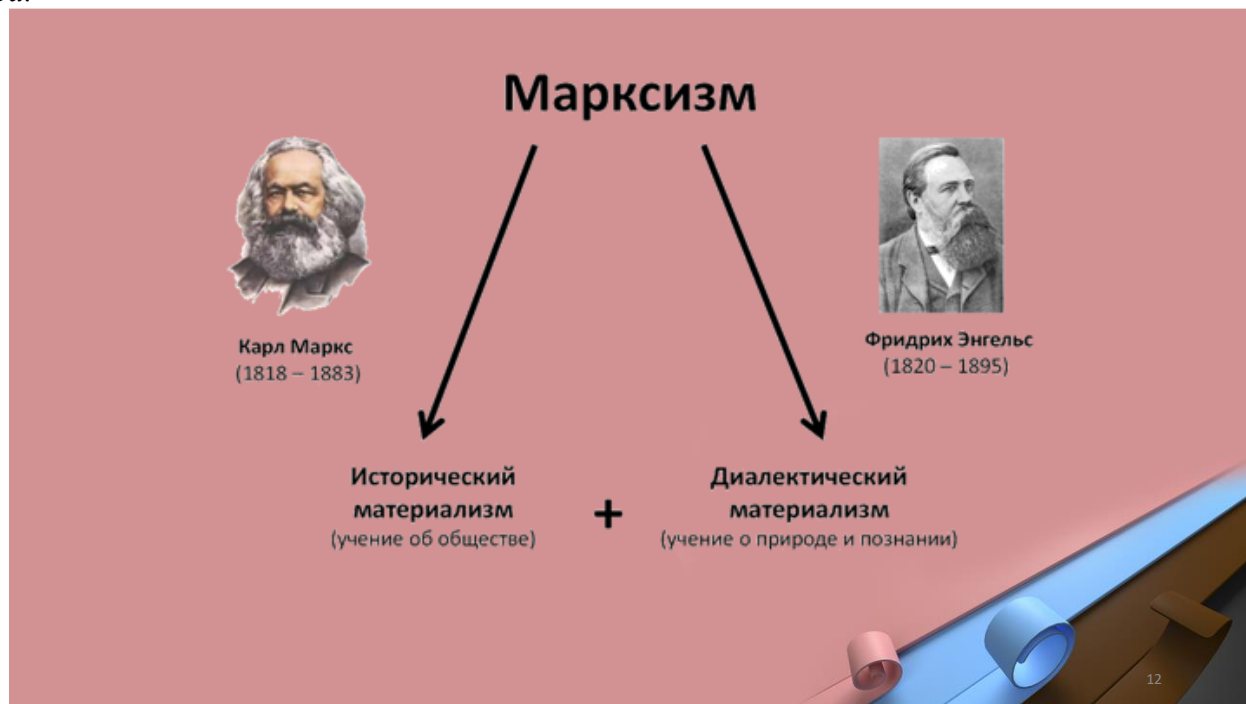 Марксизм
Карл Маркс
(1818 – 1883)
Фридрих Энгельс
(1820 – 1895)
Исторический
материализм
(учение об обществе)
+
Диалектический
материализм
(учение о природе и познании)
12